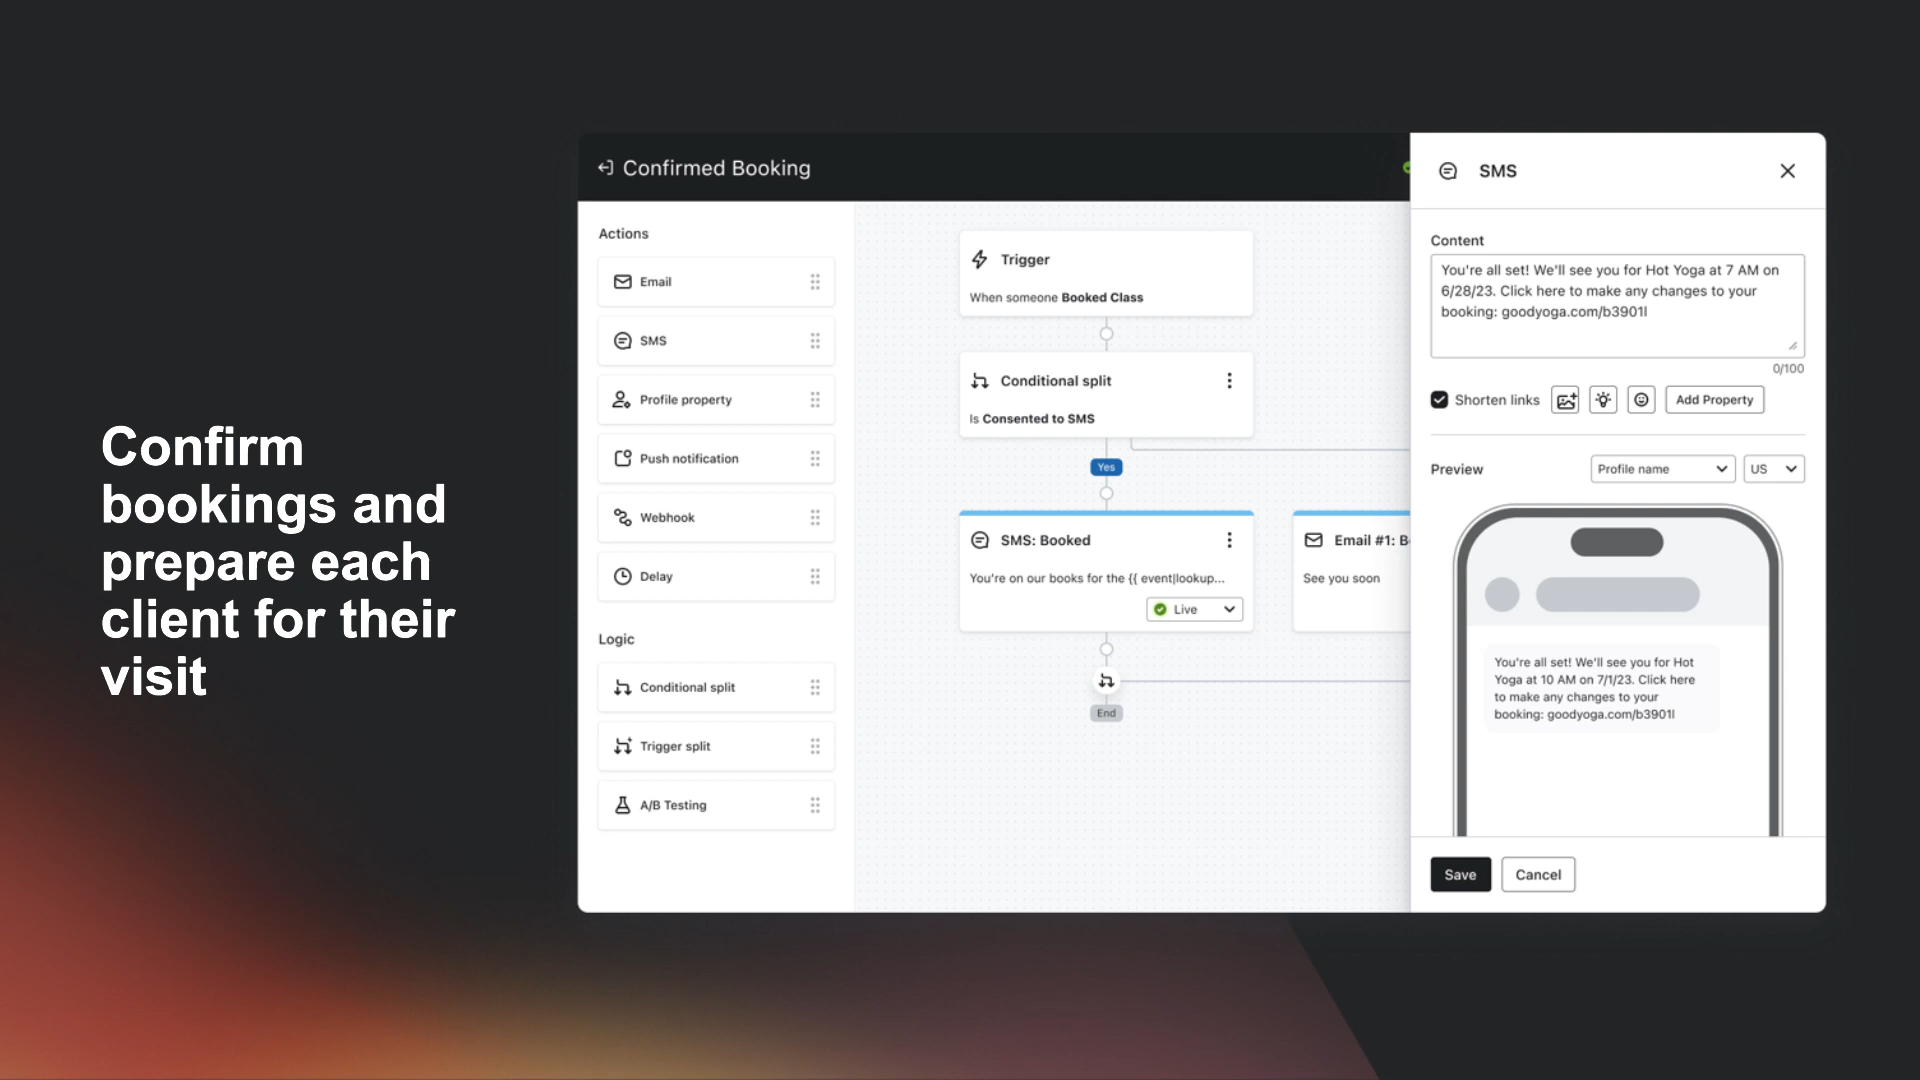 Confirm
bookings and
prepare each
client for their
visit
Confirmed Booking
Actions
Email
SMS
Profile property
Push notification
Webhook
Delay
Logic
Conditional split
Trigger split
A/B Testing
Trigger
When someone Booked Class
Conditional split
Is Consented to SMS
Yes
SMS: Booked
You're on our books for the {{ event|lookup...
Live
End
Email #1: B
See you soon
SMS
Content
You're all set! We'll see you for Hot Yoga at 7 AM on
6/28/23. Click here to make any changes to your
booking: goodyoga.com/b3901l
0/100
Shorten links
Add Property
Preview
Profile name
US
You're all set! We'll see you for Hot
Yoga at 10 AM on 7/1/23. Click here
to make any changes to your
booking: goodyoga.com/b3901l
Save
Cancel